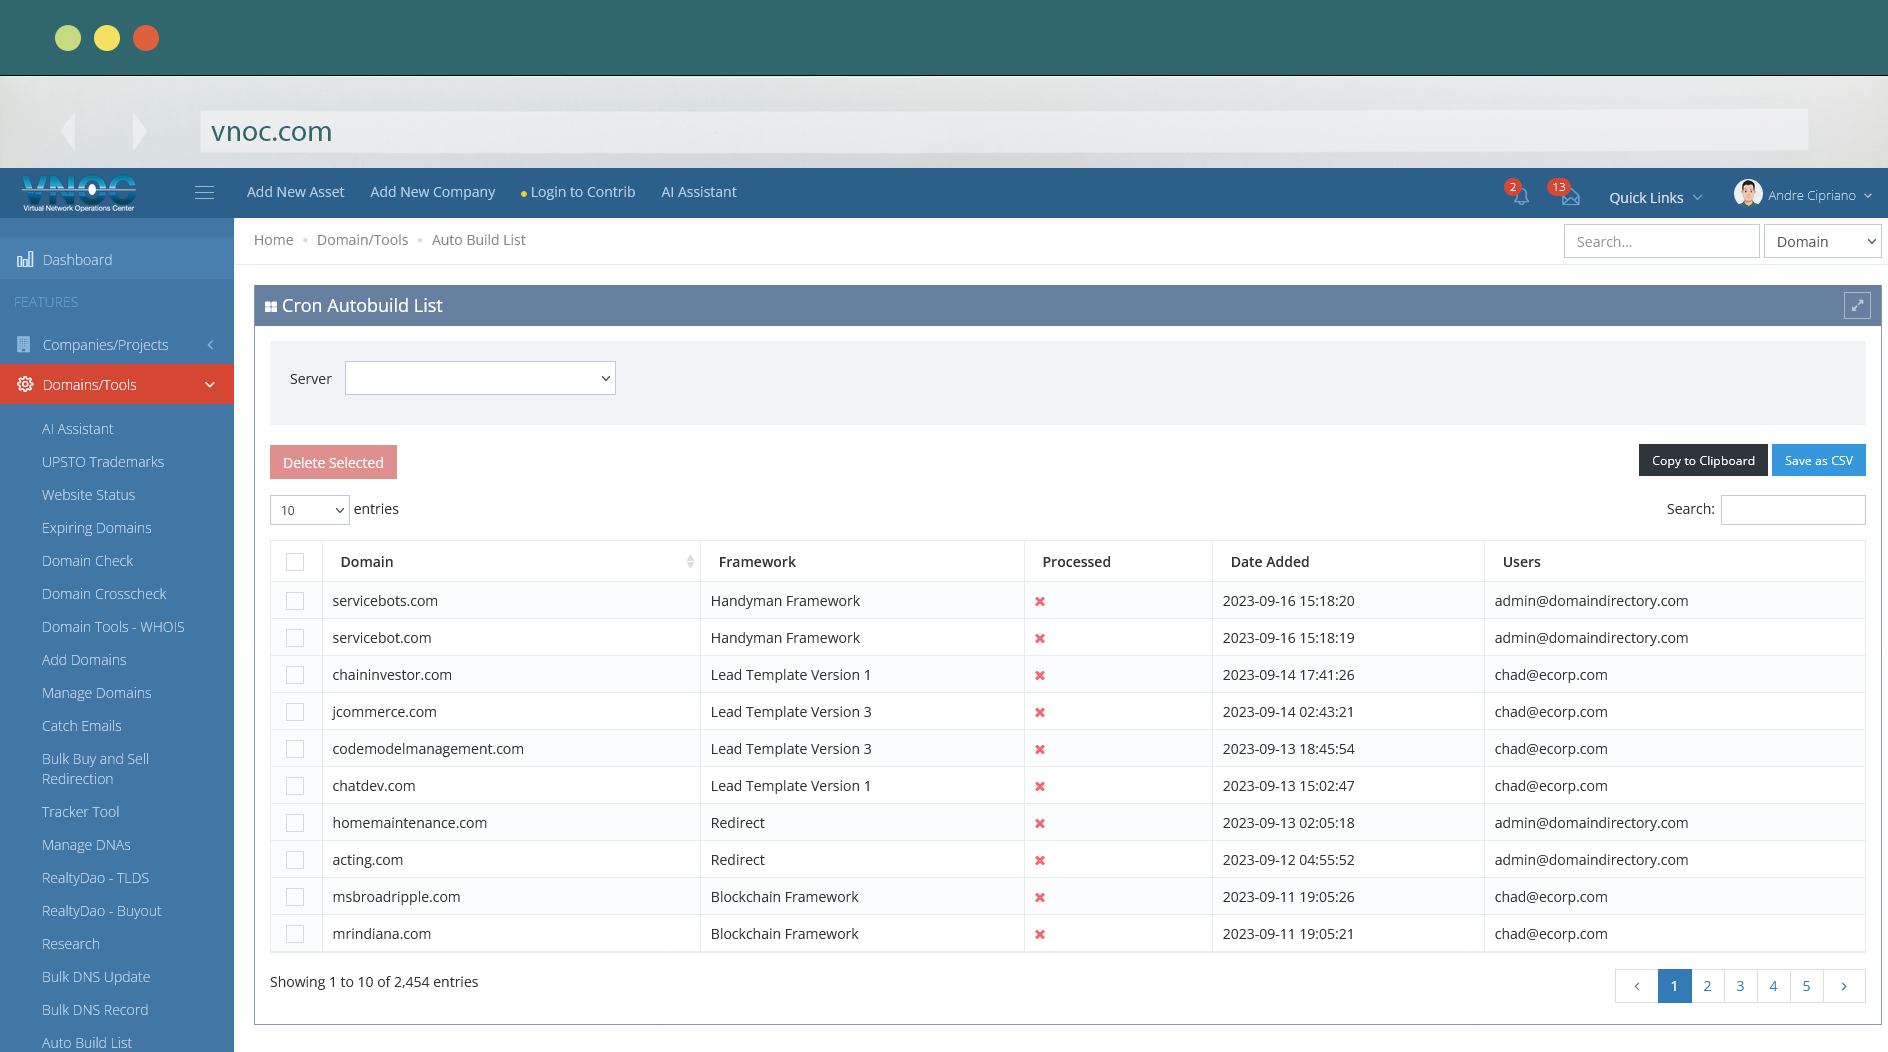 vnoc.com
VNOC
Virtual Network Operations Center
Add New Asset Add New Company Login to Contrib AI Assistant
2 13 Quick Links Andre Cipriano
Home Domain/Tools Auto Build List
Search... Domain
Dashboard
FEATURES
Companies/Projects
Domains/Tools
AI Assistant
UPSTO Trademarks
Website Status
Expiring Domains
Domain Check
Domain Crosscheck
Domain Tools - WHOIS
Add Domains
Manage Domains
Catch Emails
Bulk Buy and Sell
Redirection
Tracker Tool
Manage DNAs
RealtyDao - TLDS
RealtyDao - Buyout
Research
Bulk DNS Update
Bulk DNS Record
Auto Build List
Cron Autobuild List
Server
Delete Selected Copy to Clipboard Save as CSV
10 entries Search:
Domain Framework Processed Date Added Users
servicebots.com Handyman Framework 2023-09-16 15:18:20 admin@domaindirectory.com
servicebot.com Handyman Framework 2023-09-16 15:18:19 admin@domaindirectory.com
chaininvestor.com Lead Template Version 1 2023-09-14 17:41:26 chad@ecorp.com
jcommerce.com Lead Template Version 3 2023-09-14 02:43:21 chad@ecorp.com
codemodelmanagement.com Lead Template Version 3 2023-09-13 18:45:54 chad@ecorp.com
chatdev.com Lead Template Version 1 2023-09-13 15:02:47 chad@ecorp.com
homemaintenance.com Redirect 2023-09-13 02:05:18 admin@domaindirectory.com
acting.com Redirect 2023-09-12 04:55:52 admin@domaindirectory.com
msbroadripple.com Blockchain Framework 2023-09-11 19:05:26 chad@ecorp.com
mrindiana.com Blockchain Framework 2023-09-11 19:05:21 chad@ecorp.com
Showing 1 to 10 of 2,454 entries
1 2 3 4 5